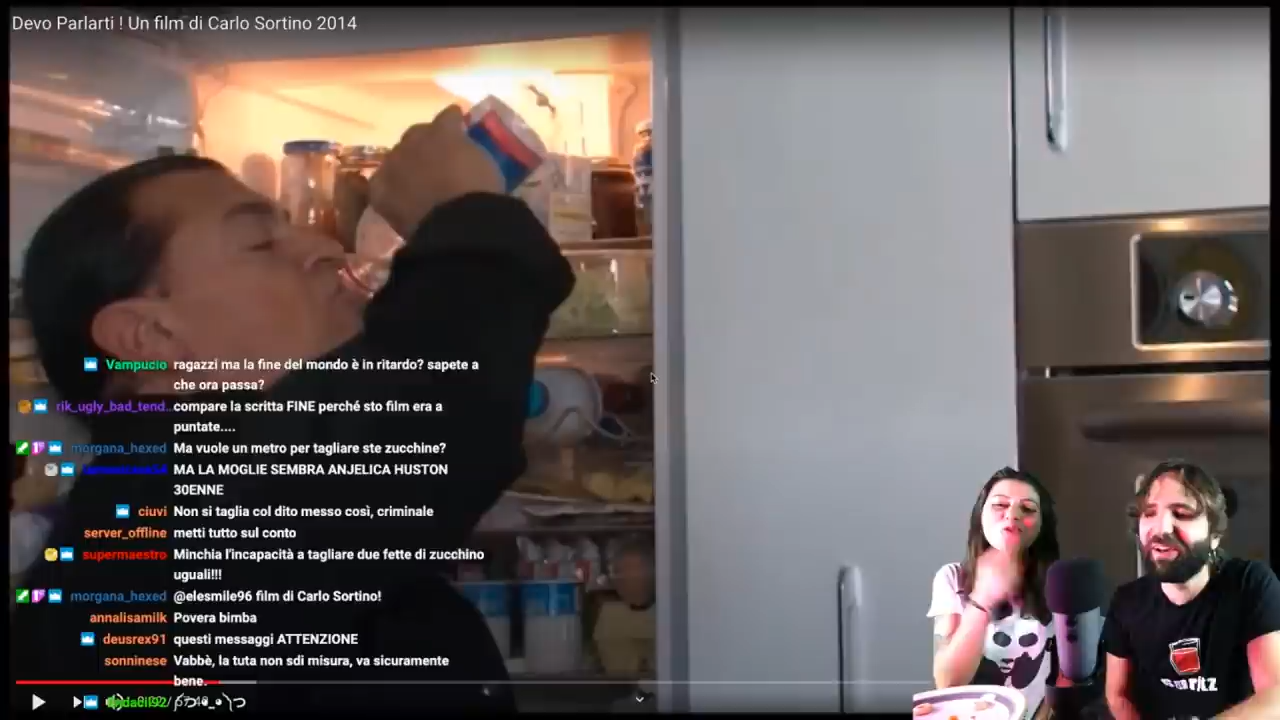 Devo Parlarti ! Un film di Carlo Sortino 2014
Vampucio ragazzi ma la fine del mondo è in ritardo? sapete a
che ora passa?
rik_ugly_bad_tend... compare la scritta FINE perché sto film era a
puntate....
morgana_hexed Ma vuole un metro per tagliare ste zucchine?
MA LA MOGLIE SEMBRA ANJELICA HUSTON
30ENNE
ciuvi Non si taglia col dito messo così, criminale
server_offline metti tutto sul conto
supermaestro Minchia l'incapacità a tagliare due fette di zucchino
uguali!!!
morgana_hexed @elesmile96 film di Carlo Sortino!
annalisamilk Povera bimba
deusrex91 questi messaggi ATTENZIONE
sonninese Vabbè, la tuta non sdi misura, va sicuramente
bene.